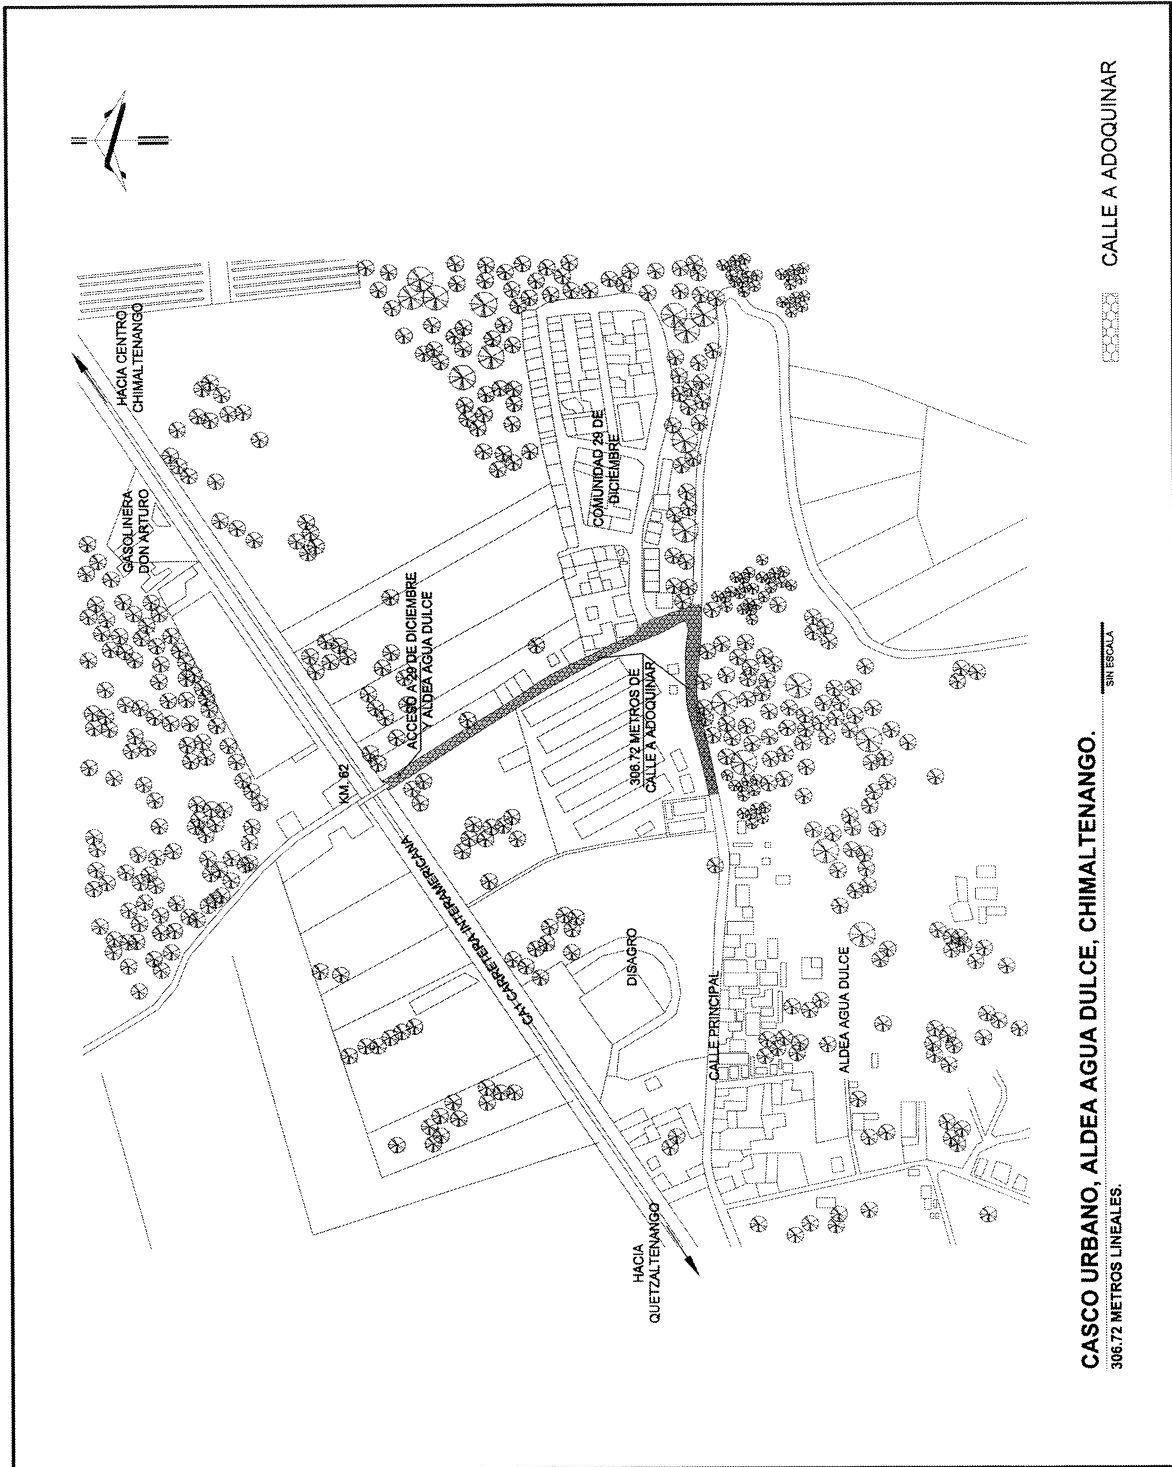 HACIA CENTRO
CHIMALTENANGO
GASOLINERA
DON ARTURO
KM. 62
ACCESO A 29 DE DICIEMBRE
Y ALDEA AGUA DULCE
COMUNIDAD 29 DE
DICIEMBRE
306.72 METROS DE
CALLE A ADOQUINAR
CA1 CARRETERA INTERAMERICANA
DISAGRO
CALLE PRINCIPAL
ALDEA AGUA DULCE
HACIA
QUETZALTENANGO
CASCO URBANO, ALDEA AGUA DULCE, CHIMALTENANGO.
306.72 METROS LINEALES.
SIN ESCALA
CALLE A ADOQUINAR